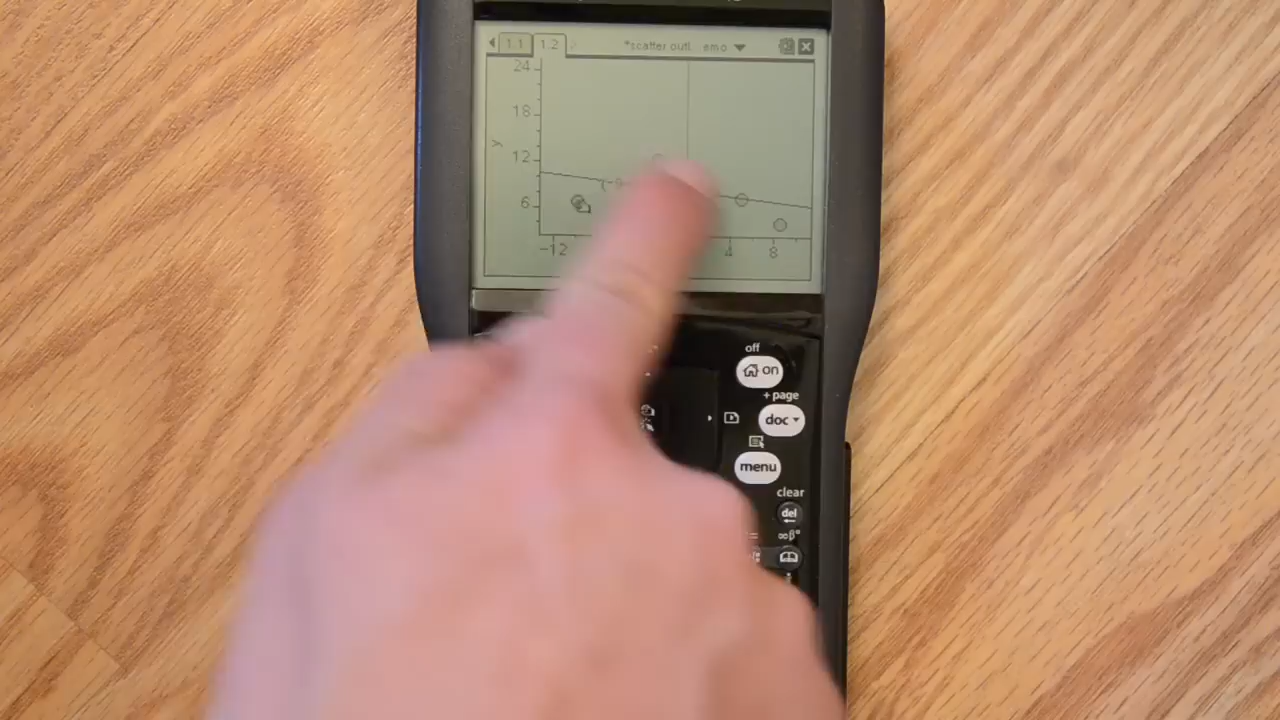 1.1 1.2 *scatter outl...emo
24
18
y
12
6
-12 4 8
off
on
+ page
doc
menu
clear
del
∞β°